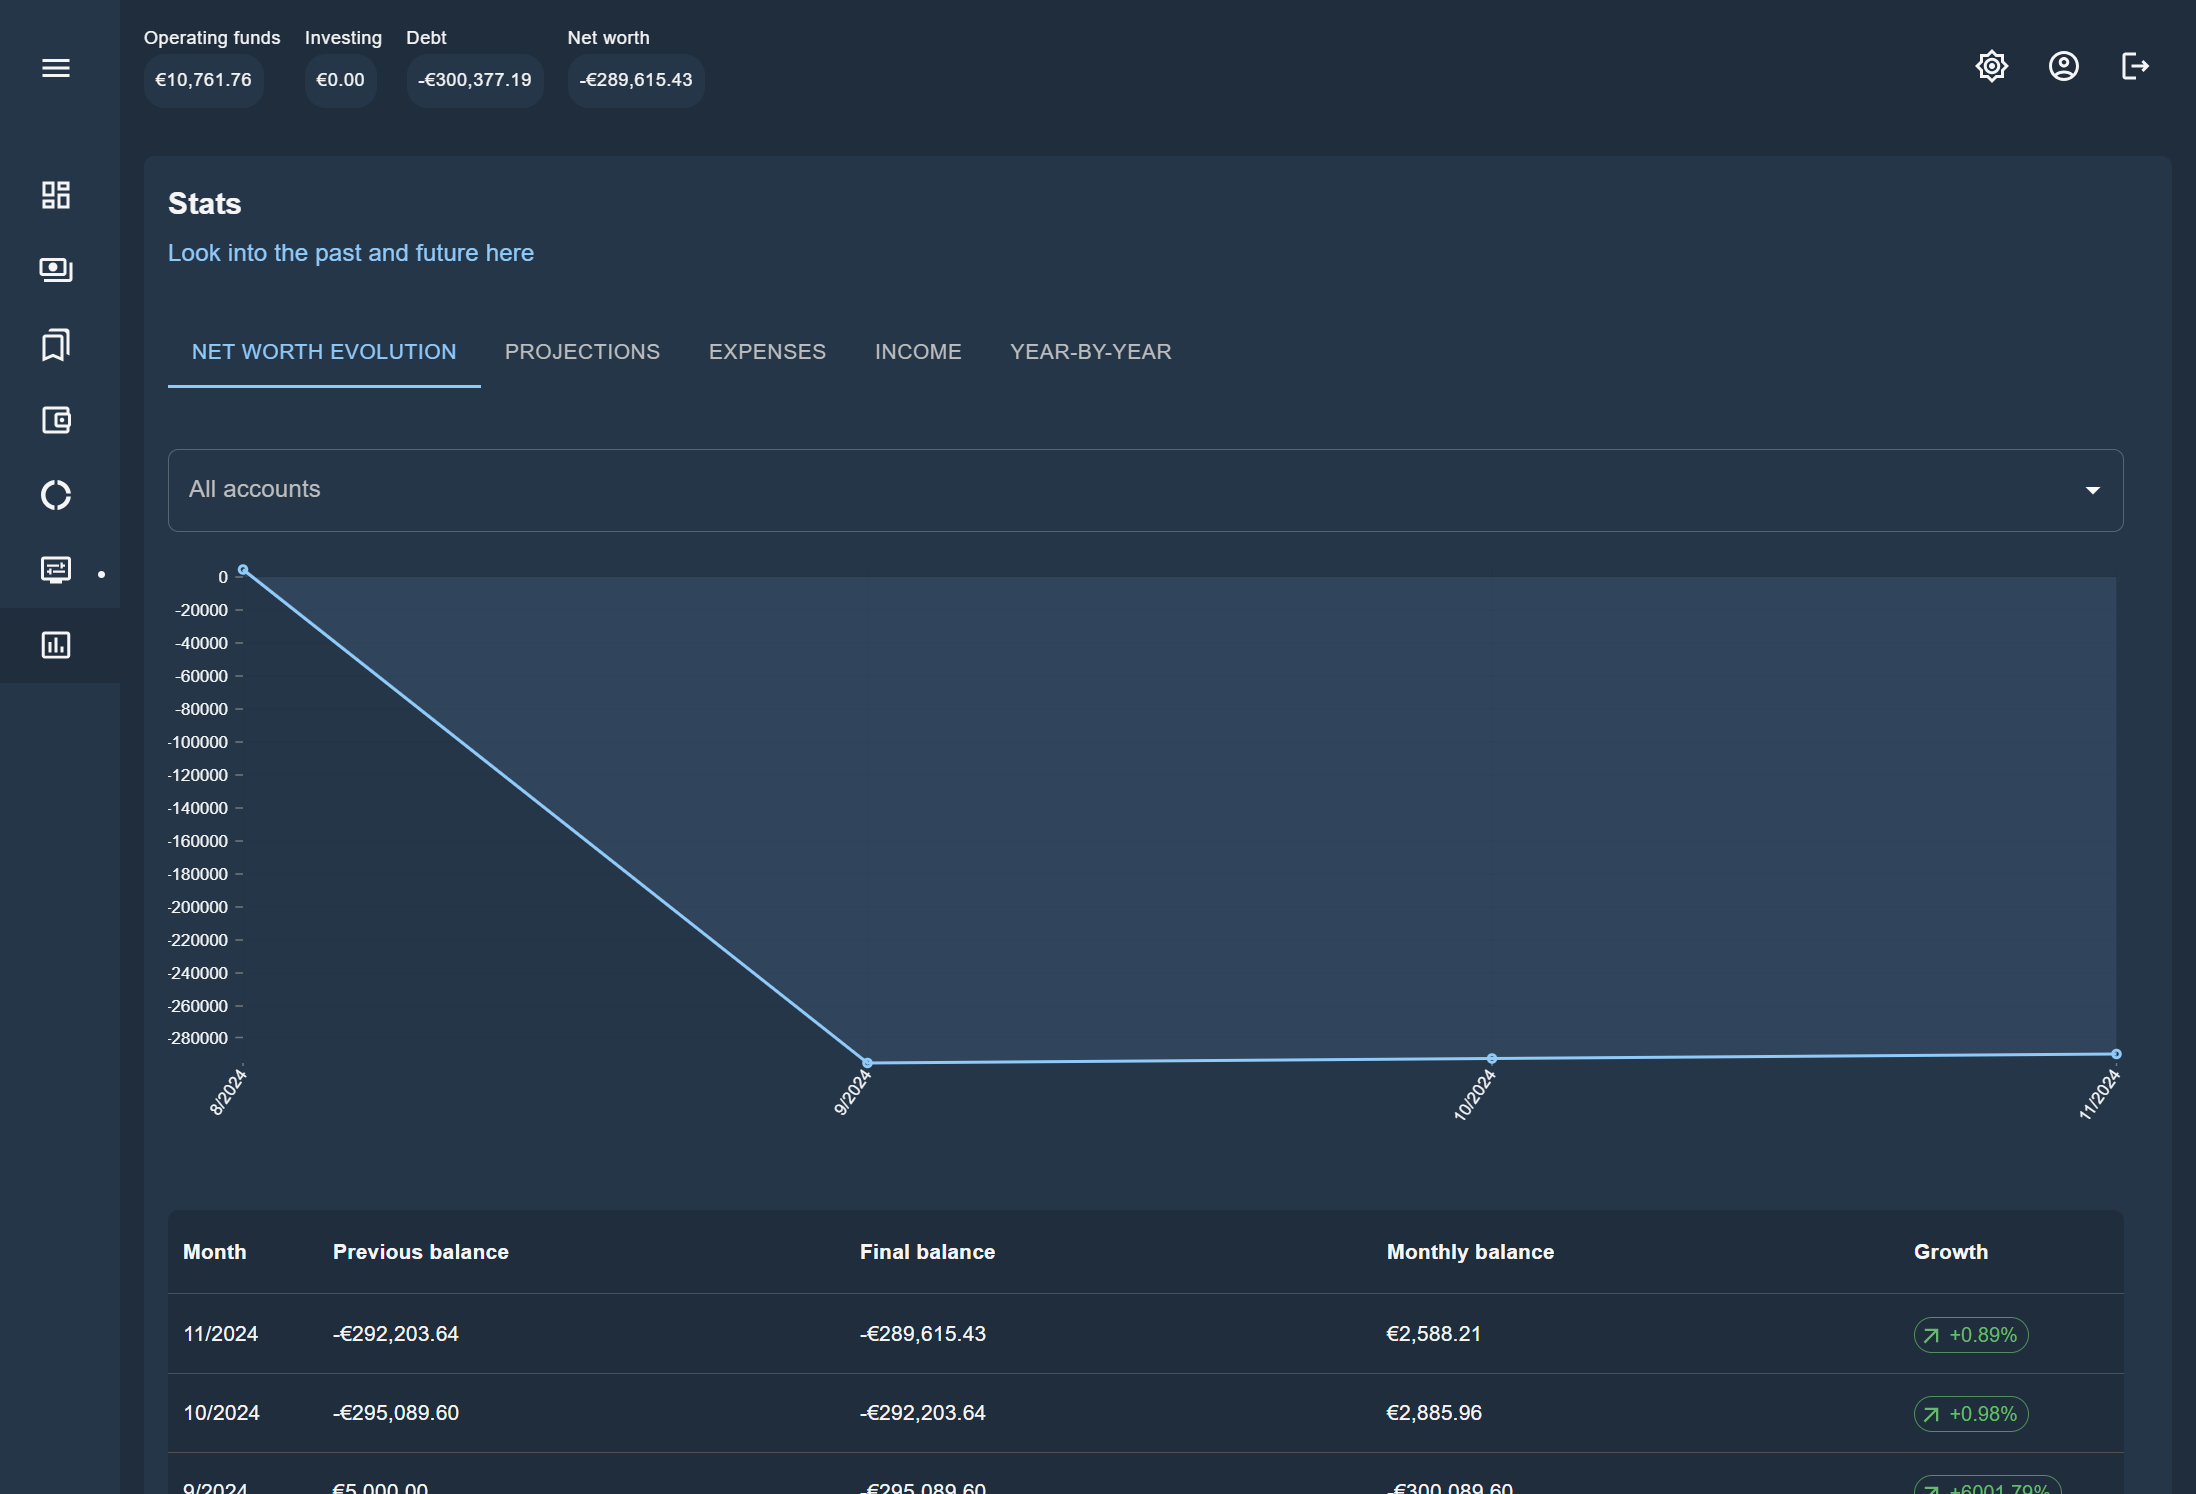 Operating funds Investing Debt Net worth
€10,761.76 €0.00 -€300,377.19 -€289,615.43
Stats
Look into the past and future here
NET WORTH EVOLUTION PROJECTIONS EXPENSES INCOME YEAR-BY-YEAR
All accounts
0
-20000
-40000
-60000
-80000
-100000
-120000
-140000
-160000
-180000
-200000
-220000
-240000
-260000
-280000
8/2024 9/2024 10/2024 11/2024
Month Previous balance Final balance Monthly balance Growth
11/2024 -€292,203.64 -€289,615.43 €2,588.21 +0.89%
10/2024 -€295,089.60 -€292,203.64 €2,885.96 +0.98%
9/2024 €5,000.00 -€295,089.60 -€300,089.60 +6001.79%